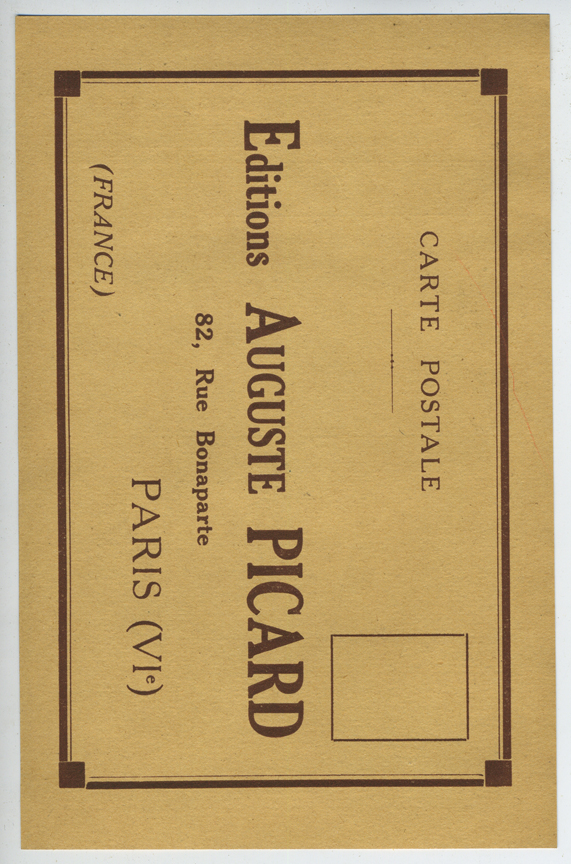 CARTE POSTALE
Editions AUGUSTE PICARD
82, Rue Bonaparte
PARIS (VIe)
(FRANCE)